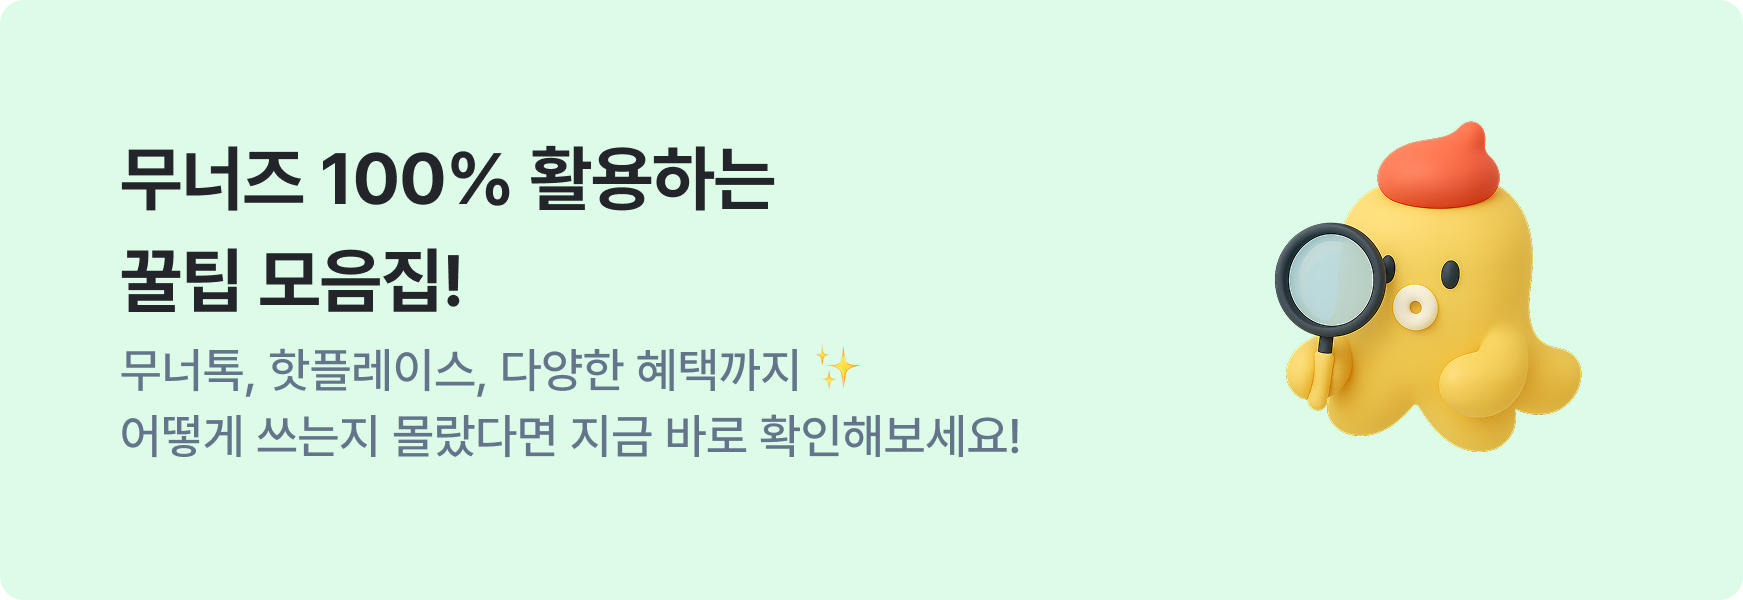 무너즈 100% 활용하는
꿀팁 모음집!
무너톡, 핫플레이스, 다양한 혜택까지 ✨
어떻게 쓰는지 몰랐다면 지금 바로 확인해보세요!